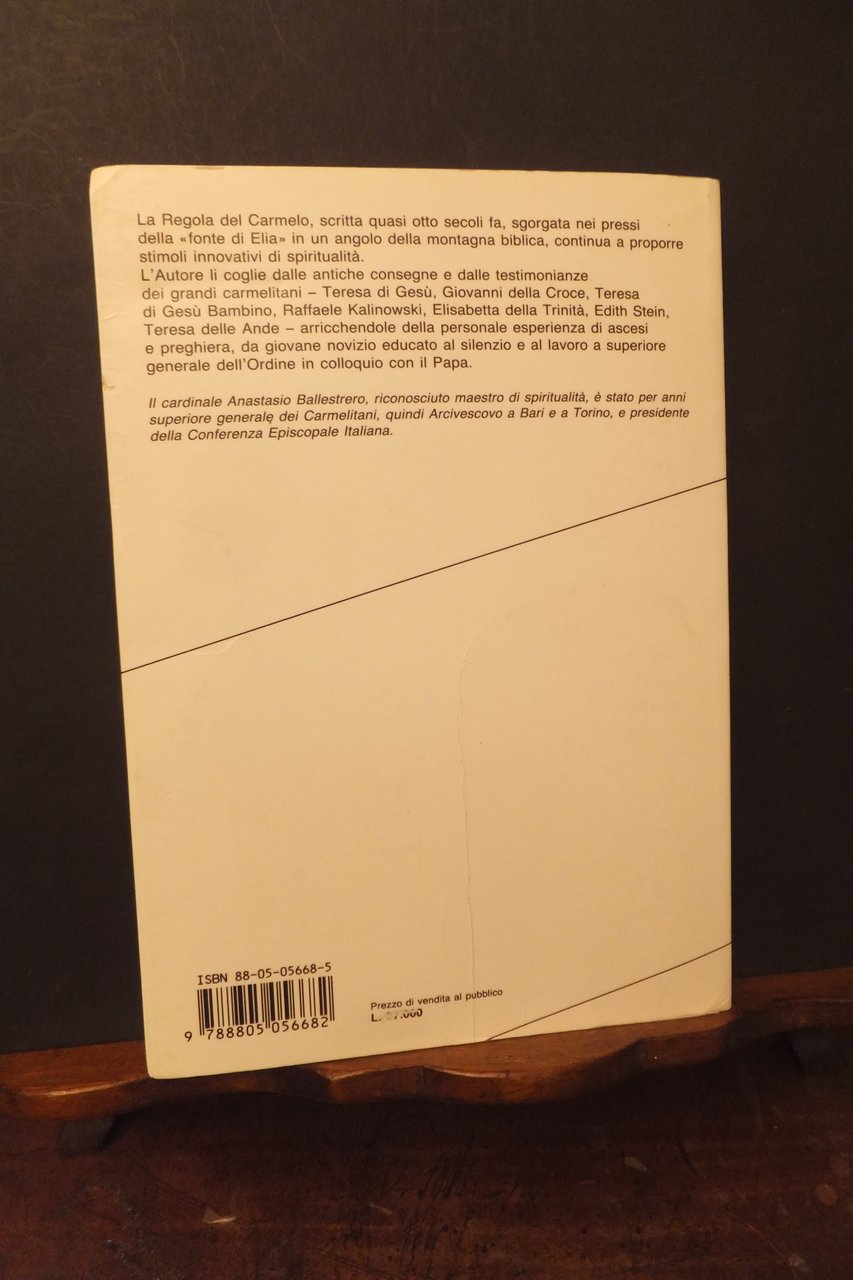 La Regola del Carmelo, scritta quasi otto secoli fa, sgorgata nei pressi
della «fonte di Elia» in un angolo della montagna biblica, continua a proporre
stimoli innovativi di spiritualità.
L'Autore li coglie dalle antiche consegne e dalle testimonianze
dei grandi carmelitani – Teresa di Gesù, Giovanni della Croce, Teresa
di Gesù Bambino, Raffaele Kalinowski, Elisabetta della Trinità, Edith Stein,
Teresa delle Ande – arricchendole della personale esperienza di ascesi
e preghiera, da giovane novizio educato al silenzio e al lavoro a superiore
generale dell'Ordine in colloquio con il Papa.
Il cardinale Anastasio Ballestrero, riconosciuto maestro di spiritualità, è stato per anni
superiore generale dei Carmelitani, quindi Arcivescovo a Bari e a Torino, e presidente
della Conferenza Episcopale Italiana.
ISBN 88-05-05668-5
9 788805 056682
Prezzo di vendita al pubblico
L.